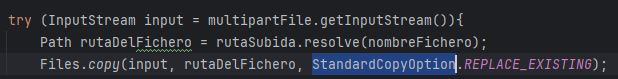 try (InputStream input = multipartFile.getInputStream()){
Path rutaDelFichero = rutaSubida.resolve(nombreFichero);
Files.copy(input, rutaDelFichero, StandardCopyOption.REPLACE_EXISTING);